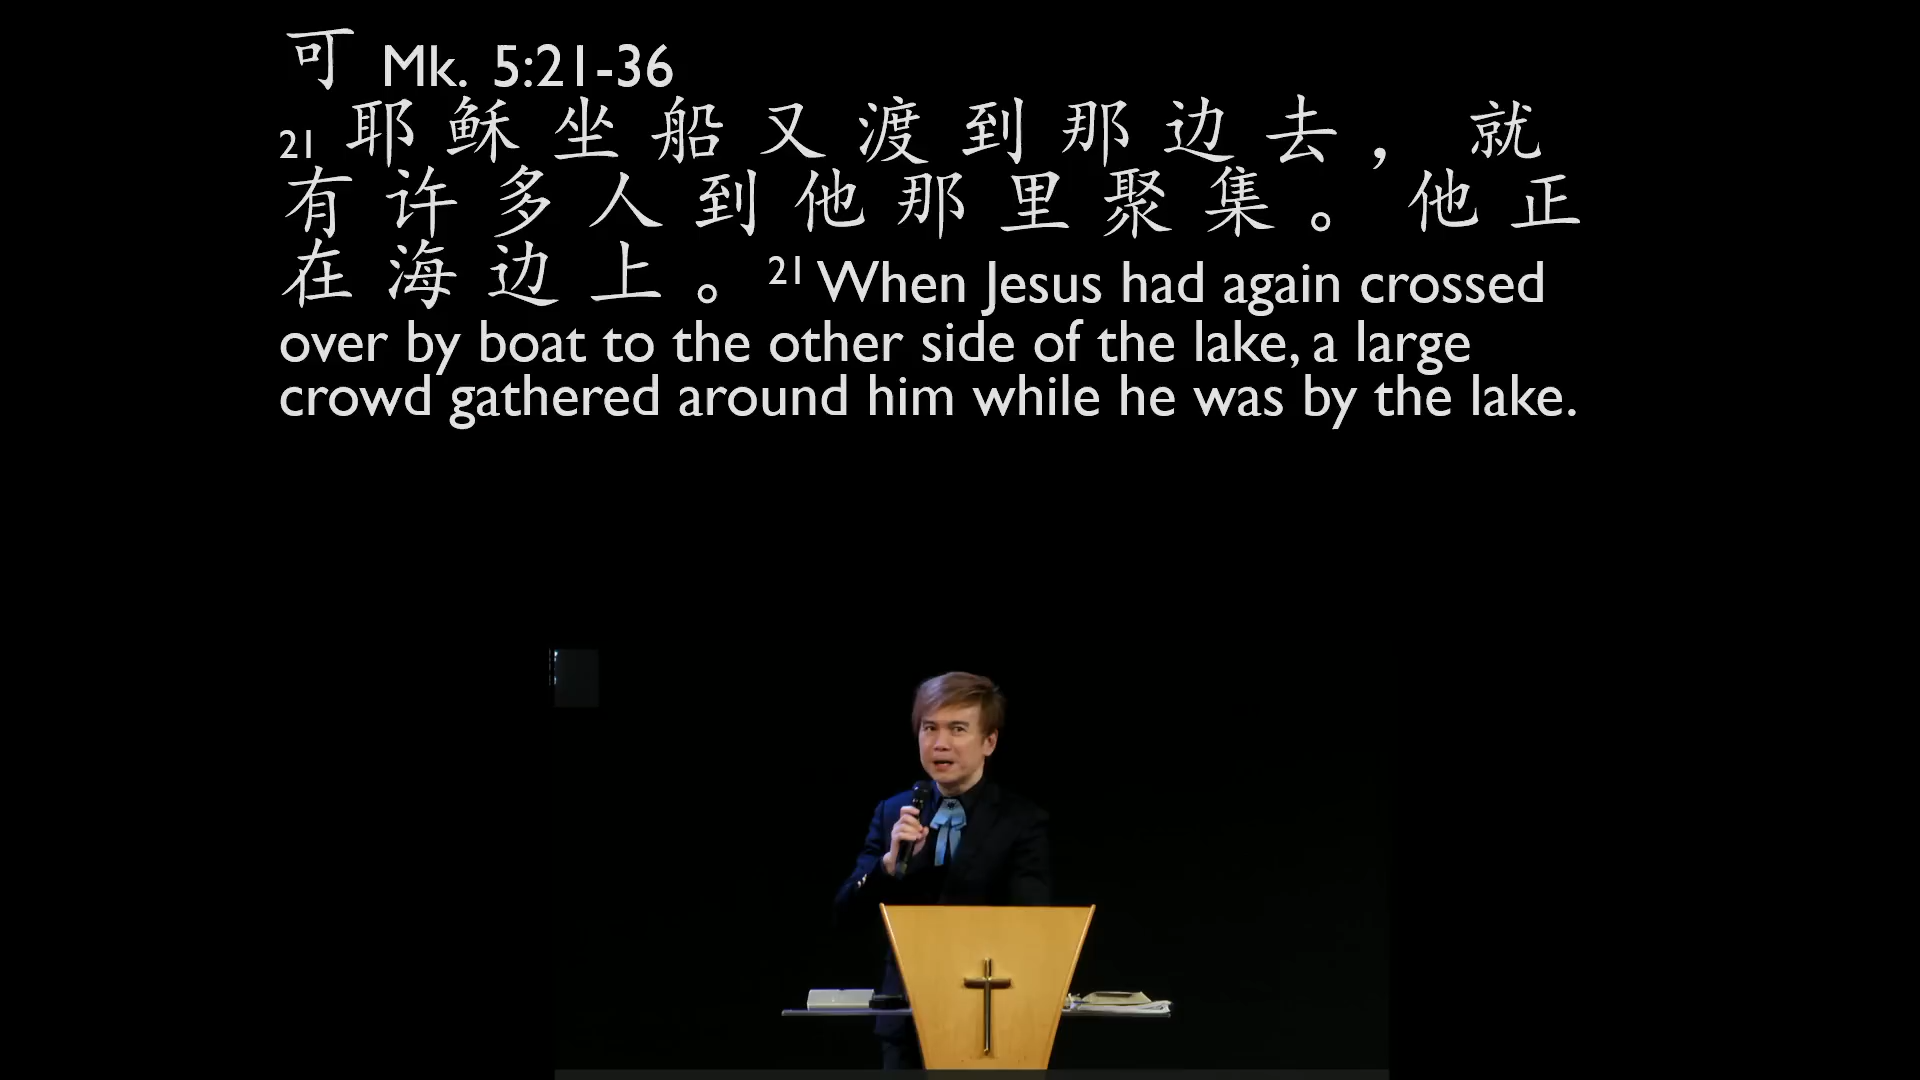 可 Mk. 5:21-36
21 耶稣坐船又渡到那边去，就
有许多人到他那里聚集。他正
在海边上。21 When Jesus had again crossed
over by boat to the other side of the lake, a large
crowd gathered around him while he was by the lake.